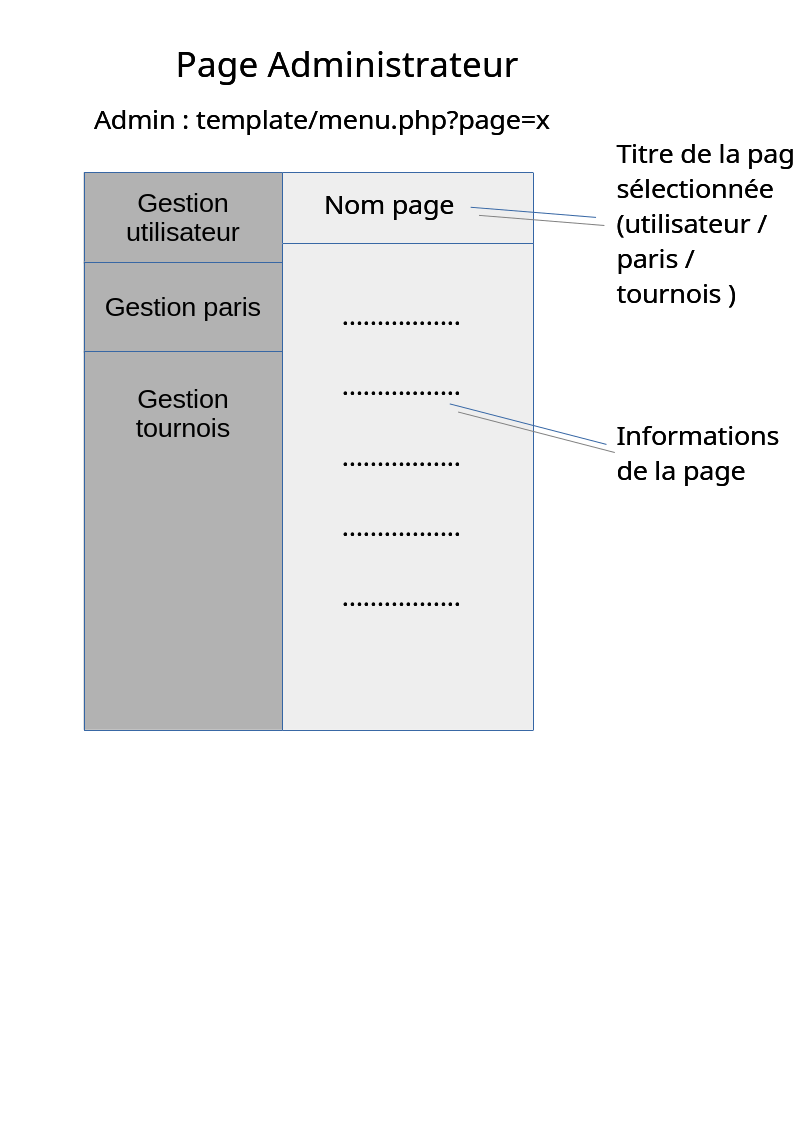 Page Administrateur
Admin : template/menu.php?page=x
Gestion
utilisateur
Gestion paris
Gestion
tournois
Nom page
.................
.................
.................
.................
.................
Titre de la pag
sélectionnée
(utilisateur /
paris /
tournois )
Informations
de la page